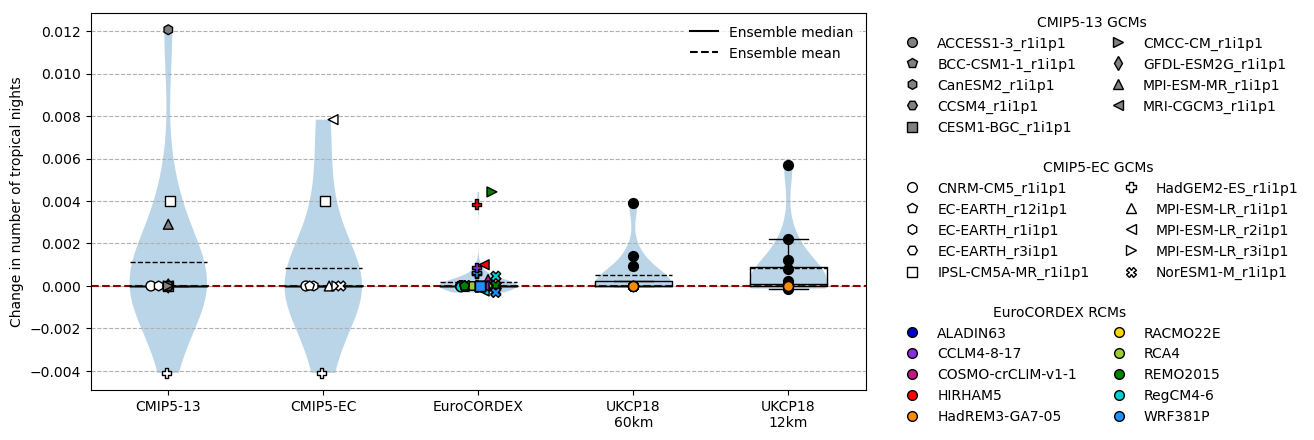 Change in number of tropical nights
0.012
0.010
0.008
0.006
0.004
0.002
0.000
−0.002
−0.004
Ensemble median
Ensemble mean
CMIP5-13
CMIP5-EC
EuroCORDEX
UKCP18
60km
UKCP18
12km
CMIP5-13 GCMs
ACCESS1-3_r1i1p1
BCC-CSM1-1_r1i1p1
CanESM2_r1i1p1
CCSM4_r1i1p1
CESM1-BGC_r1i1p1
CMCC-CM_r1i1p1
GFDL-ESM2G_r1i1p1
MPI-ESM-MR_r1i1p1
MRI-CGCM3_r1i1p1
CMIP5-EC GCMs
CNRM-CM5_r1i1p1
EC-EARTH_r12i1p1
EC-EARTH_r1i1p1
EC-EARTH_r3i1p1
IPSL-CM5A-MR_r1i1p1
HadGEM2-ES_r1i1p1
MPI-ESM-LR_r1i1p1
MPI-ESM-LR_r2i1p1
MPI-ESM-LR_r3i1p1
NorESM1-M_r1i1p1
EuroCORDEX RCMs
ALADIN63
CCLM4-8-17
COSMO-crCLIM-v1-1
HIRHAM5
HadREM3-GA7-05
RACMO22E
RCA4
REMO2015
RegCM4-6
WRF381P